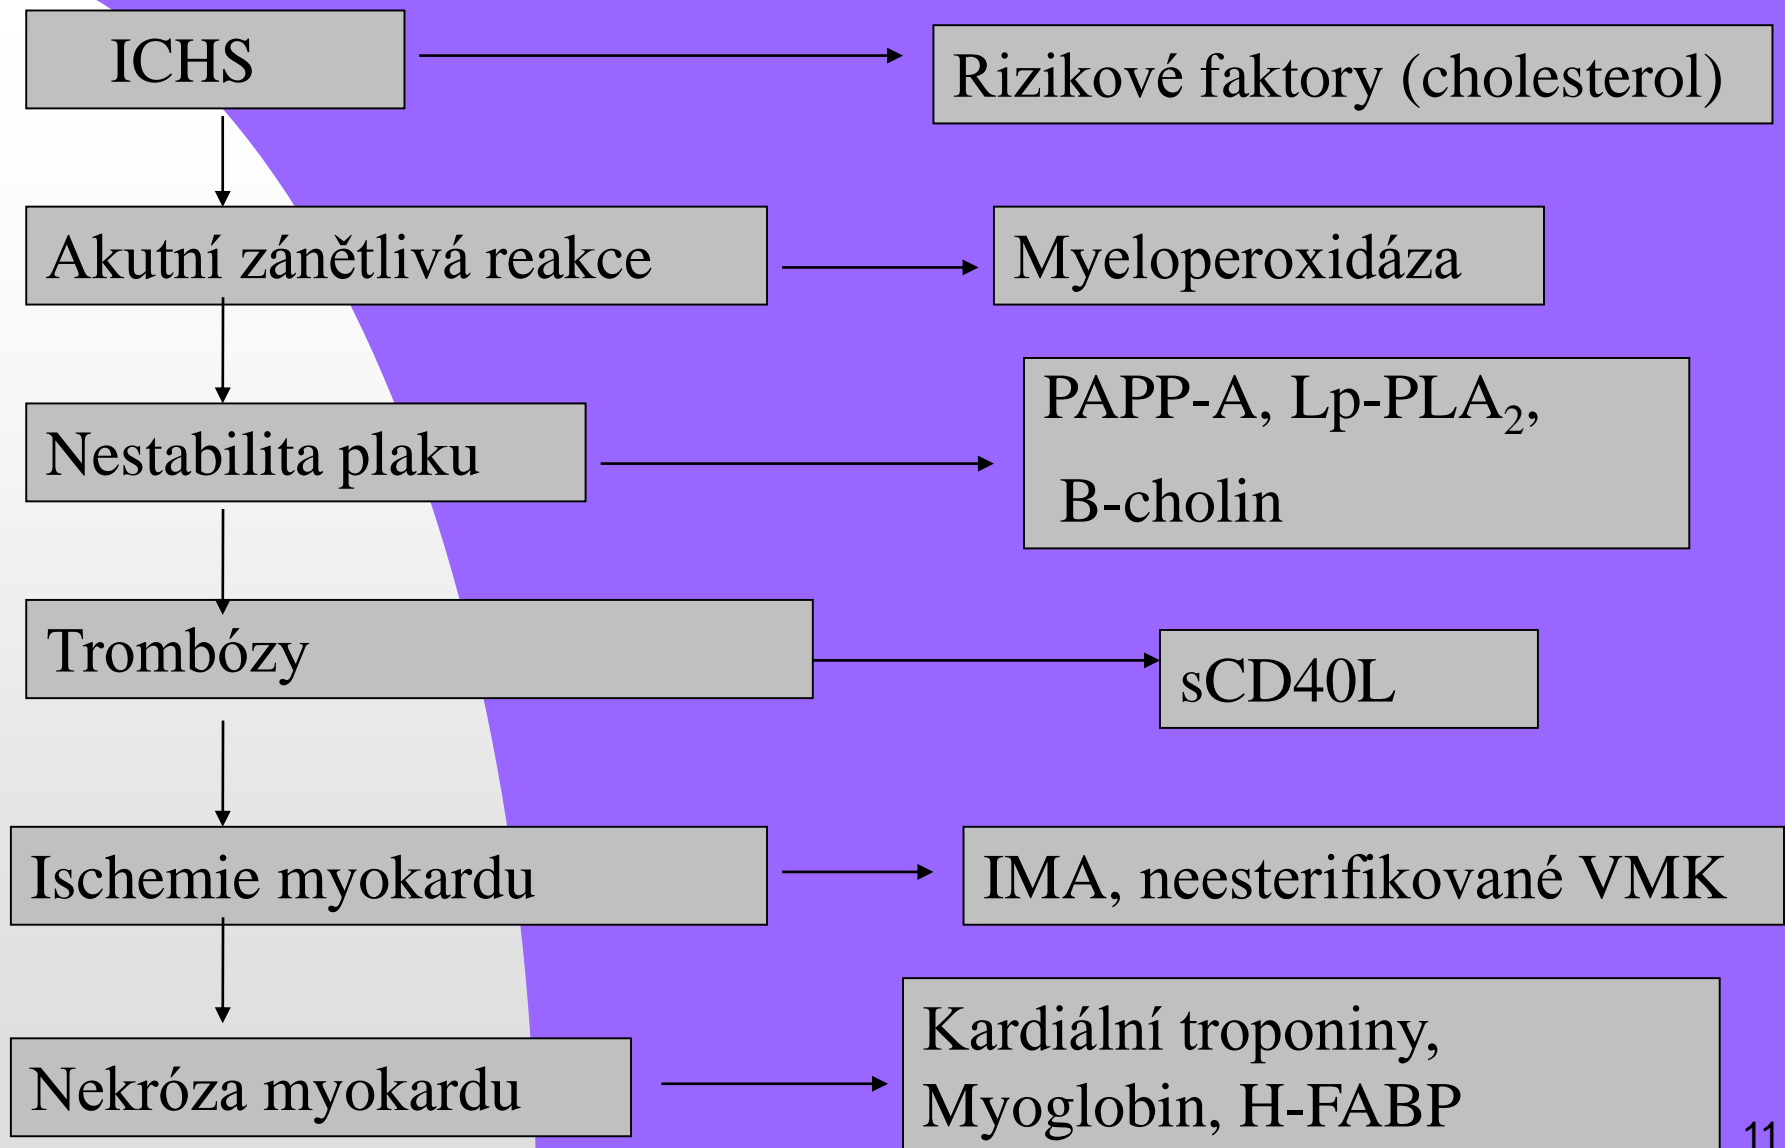 ICHS
Rizikové faktory (cholesterol)
Akutní zánětlivá reakce
Myeloperoxidáza
Nestabilita plaku
PAPP-A, Lp-PLA₂,
B-cholin
Trombózy
sCD40L
Ischemie myokardu
IMA, neesterifikované VMK
Nekróza myokardu
Kardiální troponiny,
Myoglobin, H-FABP
11